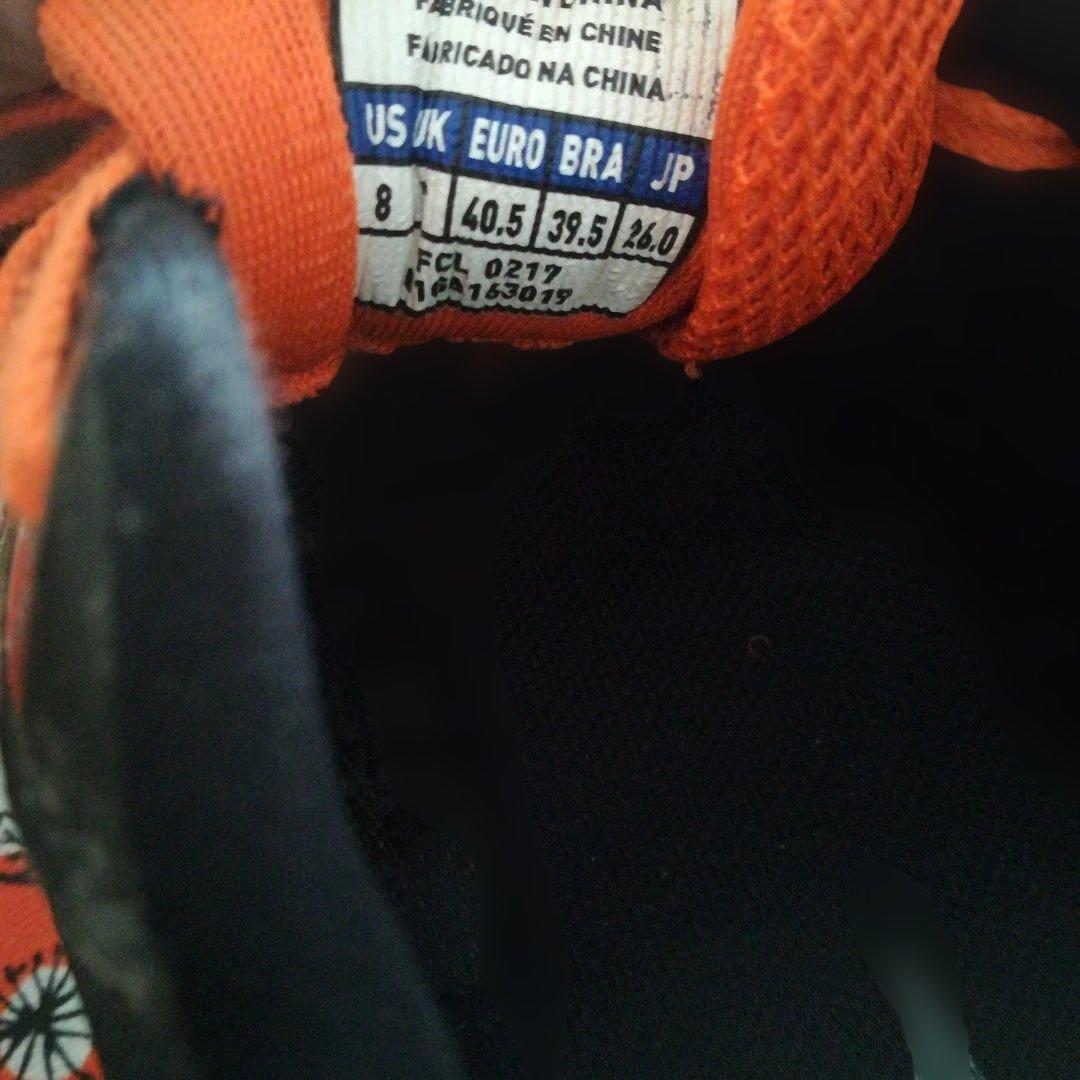 CHINA
FABRIQUÉ EN CHINE
FABRICADO NA CHINA
US UK EURO BRA JP
8 40.5 39.5 26.0
FCL 0217
163019